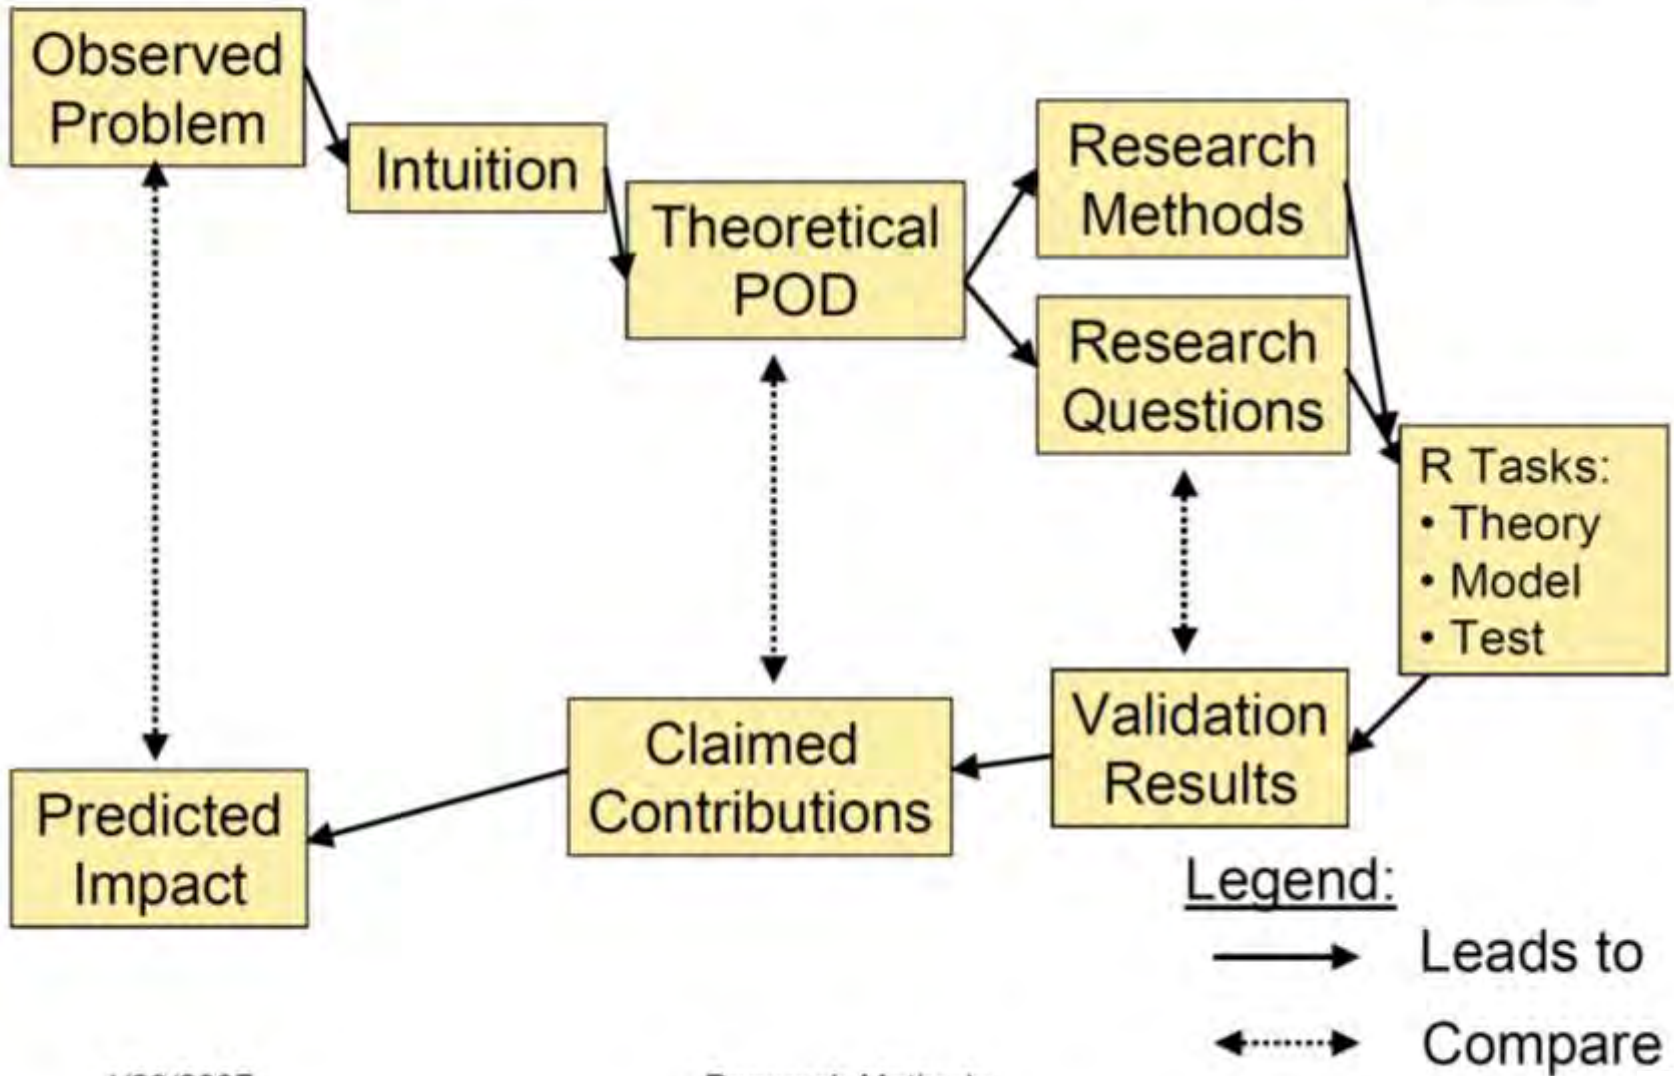 Observed
Problem
Intuition
Theoretical
POD
Research
Methods
Research
Questions
R Tasks:
• Theory
• Model
• Test
Validation
Results
Claimed
Contributions
Predicted
Impact
Legend:
Leads to
Compare